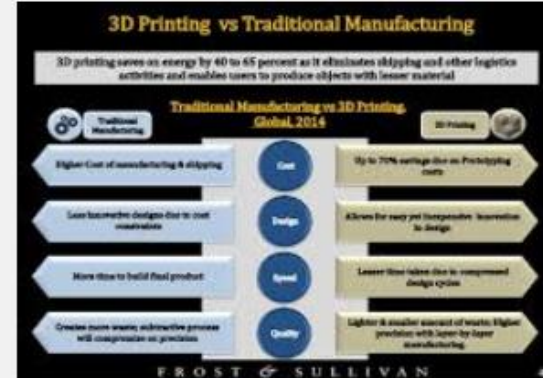 3D Printing vs Traditional Manufacturing
3D printing saves on energy by 40 to 65 percent as it eliminates shipping and other logistics
activities and enables users to produce objects with lesser material
Traditional Manufacturing vs 3D Printing,
Global, 2014
Traditional
Manufacturing
3D Printing
Higher Cost of manufacturing & shipping
Cost
Up to 70% savings due on Prototyping
costs
Less innovative designs due to cost
constraints
Design
Allows for easy yet inexpensive innovation
in design
More time to build final product
Speed
Lesser time taken due to compressed
design cycles
Creates more waste; subtractive process
will compromise on precision
Quality
Lighter & smaller amount of waste; Higher
precision with layer-by-layer
manufacturing.
FROST & SULLIVAN